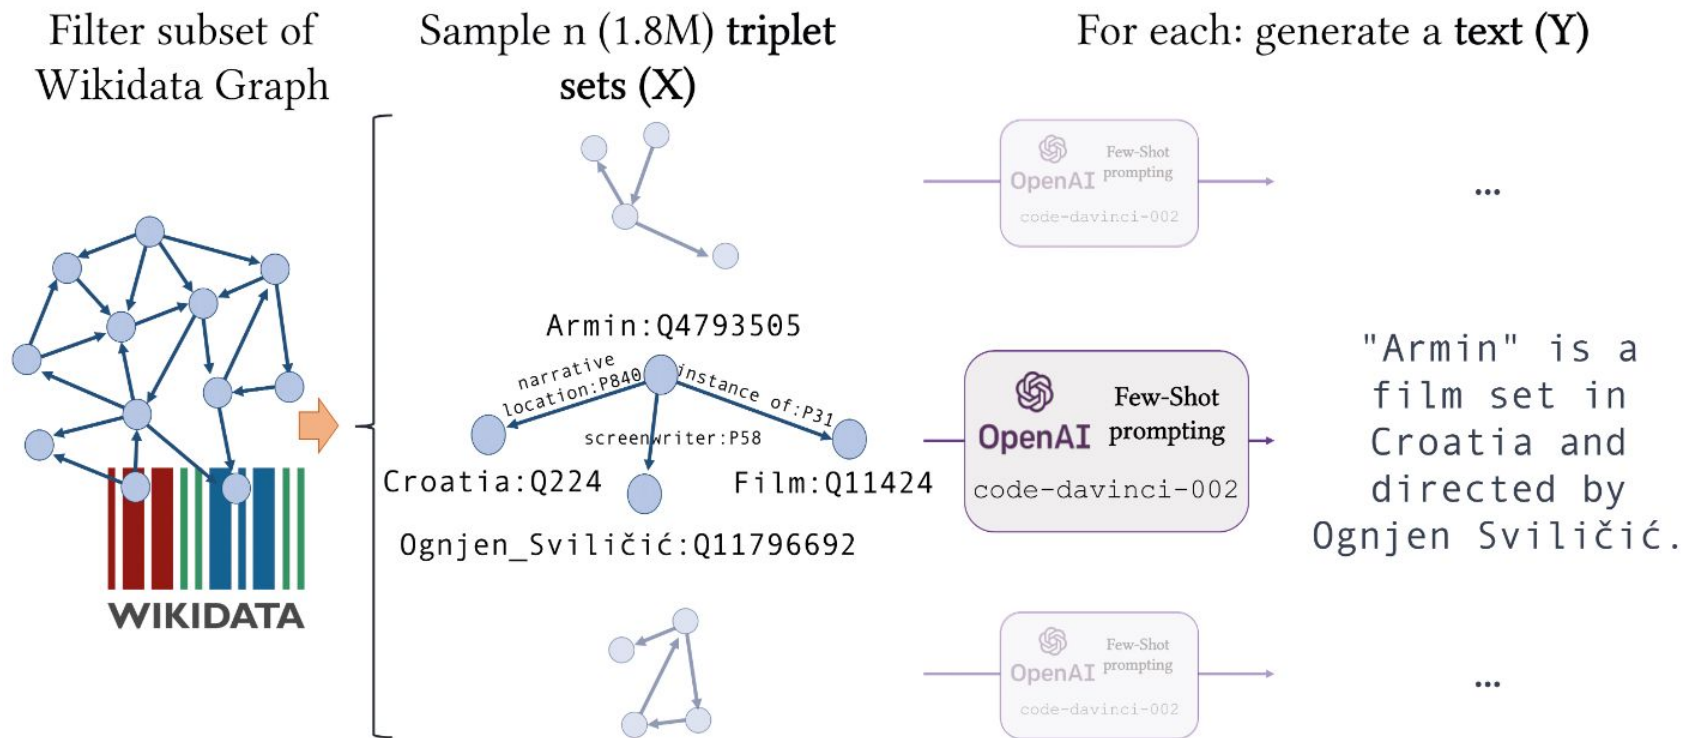 Filter subset of
Wikidata Graph
Sample n (1.8M) triplet
sets (X)
For each: generate a text (Y)
OpenAI
Few-Shot
prompting
code-davinci-002
...
Armin:Q4793505
narrative
location:P840
instance of:P31
screenwriter:P58
Croatia:Q224
Film:Q11424
Ognjen_Sviličić:Q11796692
OpenAI
Few-Shot
prompting
code-davinci-002
"Armin" is a
film set in
Croatia and
directed by
Ognjen Sviličić.
WIKIDATA
OpenAI
Few-Shot
prompting
code-davinci-002
...